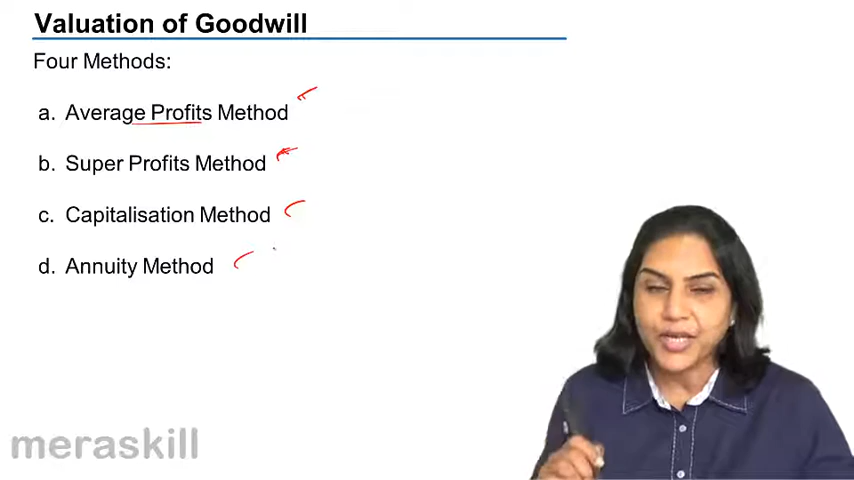 Valuation of Goodwill
Four Methods:
a. Average Profits Method
b. Super Profits Method
c. Capitalisation Method
d. Annuity Method
meraskill